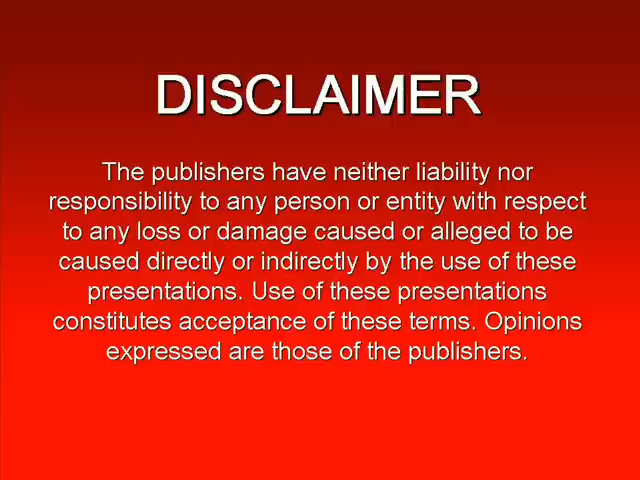 DISCLAIMER
The publishers have neither liability nor
responsibility to any person or entity with respect
to any loss or damage caused or alleged to be
caused directly or indirectly by the use of these
presentations. Use of these presentations
constitutes acceptance of these terms. Opinions
expressed are those of the publishers.